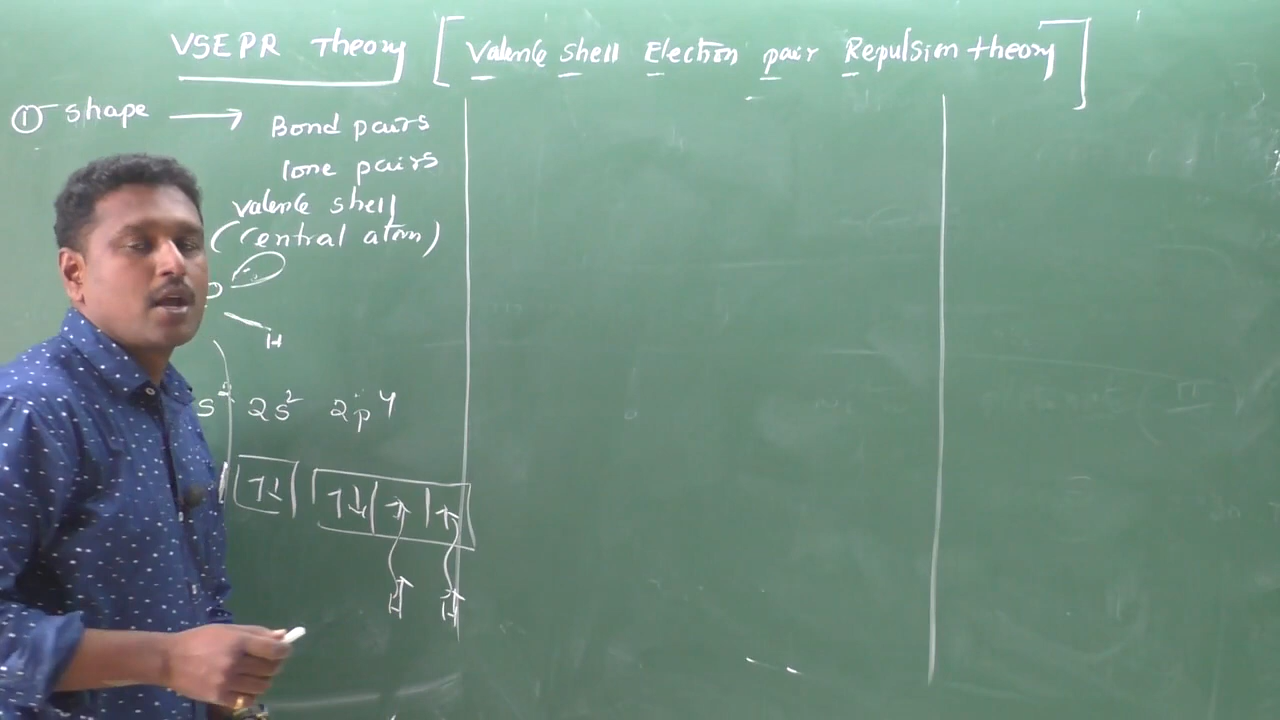 VSEPR Theory [ Valence shell Electron pair Repulsion theory ]
① shape → Bond pairs
lone pairs
valence shell
(Central atom)
H
s² 2s² 2p⁴
↑↓ ↑↓ ↑ ↑
H H